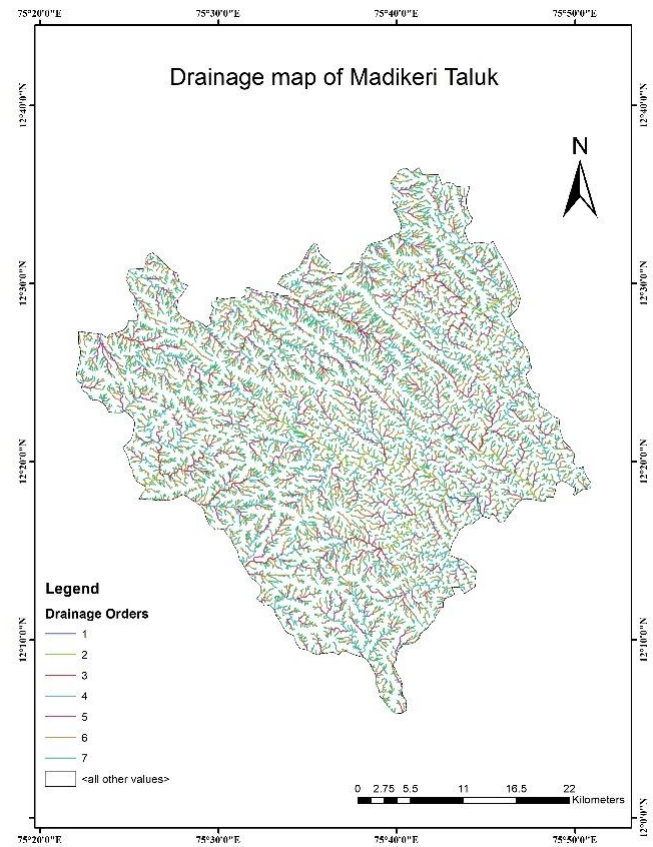 75°20'0"E 75°30'0"E 75°40'0"E 75°50'0"E
Drainage map of Madikeri Taluk
12°40'0"N 12°40'0"N
N
12°30'0"N 12°30'0"N
12°20'0"N 12°20'0"N
12°10'0"N 12°10'0"N
Legend
Drainage Orders
1
2
3
4
5
6
7
<all other values>
0 2.75 5.5 11 16.5 22
Kilometers
12°0'0"N
75°20'0"E 75°30'0"E 75°40'0"E 75°50'0"E